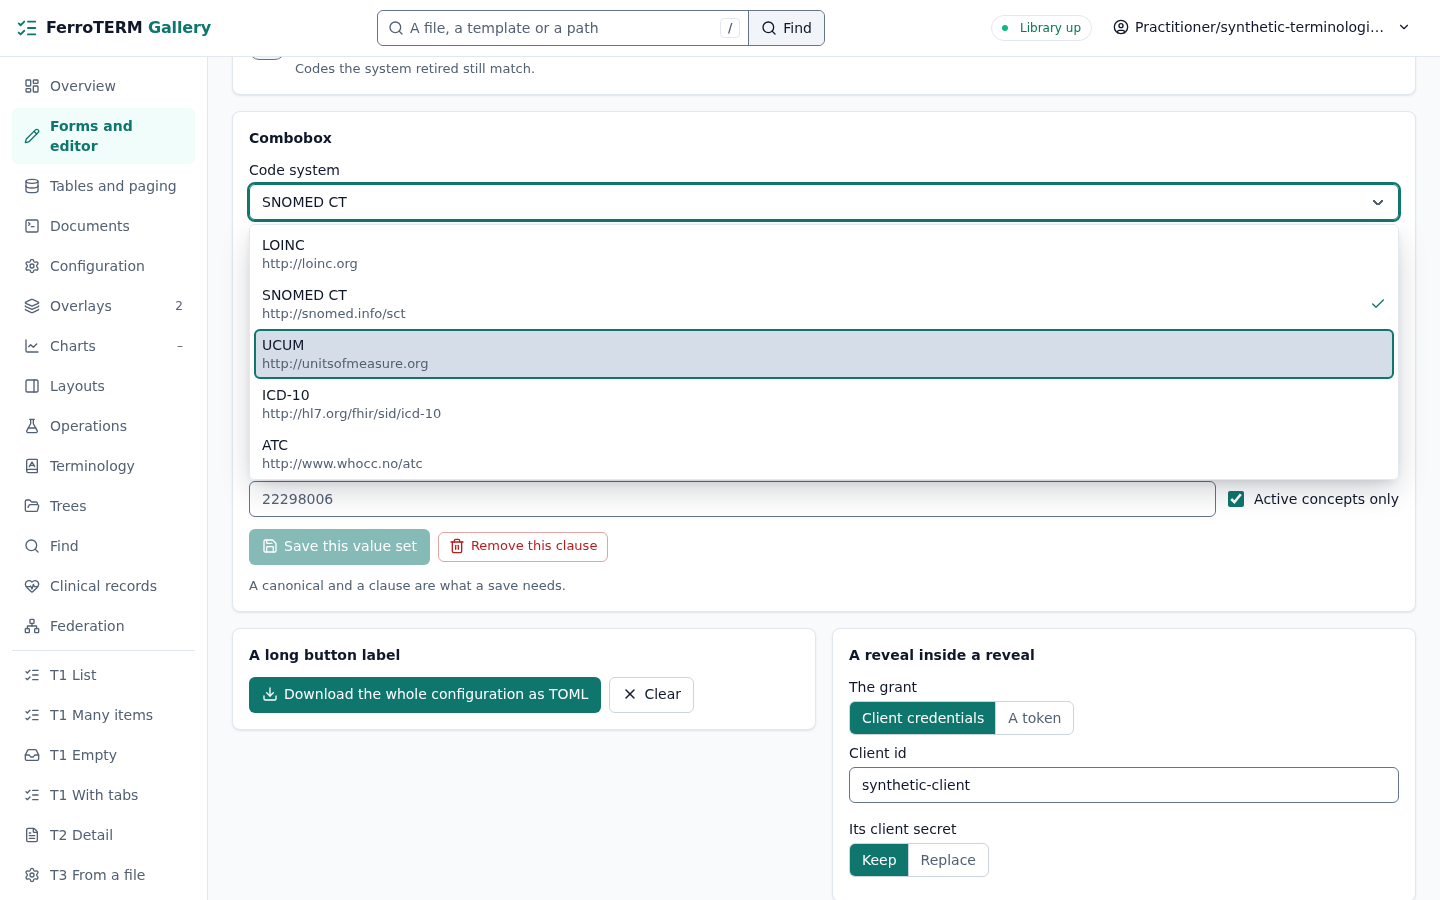 FerroTERM Gallery
A file, a template or a path
/
Find
Library up
Practitioner/synthetic-terminologi...
Overview
Forms and
editor
Tables and paging
Documents
Configuration
Overlays
2
Charts
–
Layouts
Operations
Terminology
Trees
Find
Clinical records
Federation
T1 List
T1 Many items
T1 Empty
T1 With tabs
T2 Detail
T3 From a file
Codes the system retired still match.
Combobox
Code system
SNOMED CT
LOINC
http://loinc.org
SNOMED CT
http://snomed.info/sct
UCUM
http://unitsofmeasure.org
ICD-10
http://hl7.org/fhir/sid/icd-10
ATC
http://www.whocc.no/atc
22298006
Active concepts only
Save this value set
Remove this clause
A canonical and a clause are what a save needs.
A long button label
Download the whole configuration as TOML
Clear
A reveal inside a reveal
The grant
Client credentials
A token
Client id
synthetic-client
Its client secret
Keep
Replace